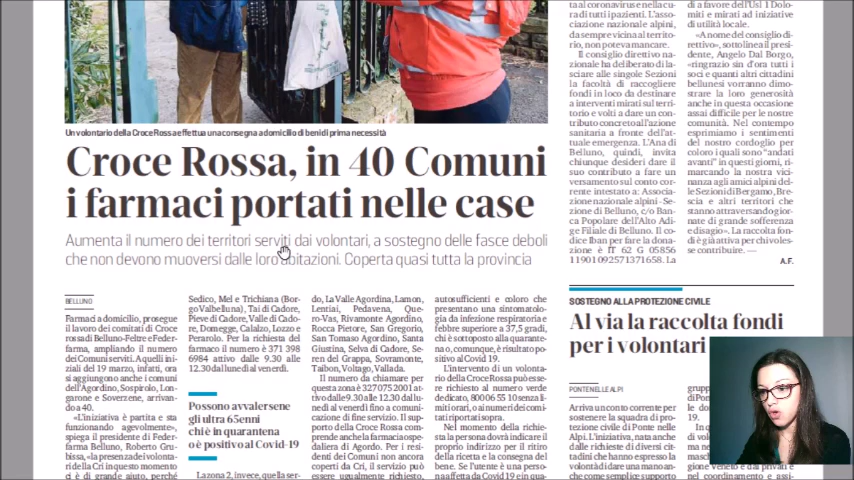 Un volontario della Croce Rossa effettua una consegna a domicilio di beni di prima necessità
Croce Rossa, in 40 Comuni
i farmaci portati nelle case
Aumenta il numero dei territori serviti dai volontari, a sostegno delle fasce deboli
che non devono muoversi dalle loro abitazioni. Coperta quasi tutta la provincia
BELLUNO
Farmaci a domicilio, prosegue
il lavoro dei comitati di Croce
rossa di Belluno-Feltre e Feder-
farma, ampliando il numero
dei Comuni serviti. A quelli ini-
ziali del 19 marzo, infatti, ora
si aggiungono anche i comuni
dell'Agordino, Sospirolo, Lon-
garone e Soverzene, arrivan-
do a 40.
«L'iniziativa è partita e sta
funzionando agevolmente»,
spiega il presidente di Feder-
farma Belluno, Roberto Gru-
bissa, «la presenza dei volonta-
ri della Cri in questo momento
ci è di grande aiuto, perché
Sedico, Mel e Trichiana (Bor-
go Valbelluna), Tai di Cadore,
Pieve di Cadore, Valle di Cado-
re, Domegge, Calalzo, Lozzo e
Perarolo. Per la richiesta del
farmaco il numero è 371 398
6984 attivo dalle 9.30 alle
12.30 dal lunedì al venerdì.
Possono avvalersene
gli ultra 65enni
chi è in quarantena
o è positivo al Covid-19
La zona 2, invece, quella ser-
do, La Valle Agordina, Lamon,
Lentiai, Pedavena, Que-
ro-Vas, Rivamonte Agordino,
Rocca Pietore, San Gregorio,
San Tomaso Agordino, Santa
Giustina, Selva di Cadore, Se-
ren del Grappa, Sovramonte,
Taibon, Voltago, Vallada.
Il numero da chiamare per
questa zona è 327 075 2001 at-
tivo dalle 9.30 alle 12.30 dal lu-
nedì al venerdì fino a comuni-
cazione di fine servizio. Il sup-
porto della Croce Rossa com-
prende anche la farmacia ospe-
daliera di Agordo. Per i resi-
denti dei Comuni non ancora
coperti da Cri, il servizio può
essere ugualmente richiesto,
autosufficienti e coloro che
presentano una sintomatolo-
gia da infezione respiratoria e
febbre superiore a 37,5 gradi,
chi è sottoposto alla quarante-
na o, comunque, è risultato po-
sitivo al Covid 19.
L'intervento di un volonta-
rio della Croce Rossa può esse-
re richiesto al numero verde
dedicato, 800 06 55 10 senza li-
miti orari, o ai numeri dei comi-
tati riportati sopra.
Nel momento della richie-
sta la persona dovrà indicare il
proprio indirizzo per il ritiro
della ricetta e la consegna del
bene. Se l'utente è una perso-
na affetta da Covid 19 e in qua-
ta al coronavirus e nella cu-
ra di tutti i pazienti. L'asso-
ciazione nazionale alpini,
da sempre vicina al territo-
rio, non poteva mancare.
Il consiglio direttivo na-
zionale ha deliberato di la-
sciare alle singole Sezioni
la facoltà di raccogliere
fondi in loco da destinare
a interventi mirati sul terri-
torio e volti a dare un con-
tributo concreto all'azione
sanitaria a fronte dell'at-
tuale emergenza. L'Ana di
Belluno, quindi, invita
chiunque desideri dare il
suo contributo a fare un
versamento sul conto cor-
rente intestato a: Associa-
zione nazionale alpini - Se-
zione di Belluno, c/o Ban-
ca Popolare dell'Alto Adi-
ge Filiale di Belluno. Il co-
dice Iban per fare la dona-
zione è IT 62 G 05856
11901 092571371658. La
di a favore dell'Usl 1 Dolo-
miti e mirati ad iniziative
di utilità locale.
«A nome del consiglio di-
rettivo», sottolinea il presi-
dente, Angelo Dal Borgo,
«ringrazio sin d'ora tutti i
soci e quanti altri cittadini
bellunesi vorranno dimo-
strare la loro generosità
anche in questa occasione
assai difficile per le nostre
comunità. Nel contempo
esprimiamo i sentimenti
del nostro cordoglio per
coloro i quali sono "andati
avanti" in questi giorni, ri-
marcando la nostra vici-
nanza agli amici alpini del-
le Sezioni di Bergamo, Bre-
scia e altri territori che
stanno attraversando gior-
nate di grande sofferenza
e disagio». La raccolta fon-
di è già attiva per chi voles-
se contribuire. —
A.F.
SOSTEGNO ALLA PROTEZIONE CIVILE
Al via la raccolta fondi
per i volontari
PONTE NELLE ALPI
Arriva un conto corrente per
sostenere la squadra di pro-
tezione civile di Ponte nelle
Alpi. L'iniziativa, nata anche
dalle richieste di diversi citta-
dini che hanno espresso la
volontà di dare una mano an-
che come semplice supporto